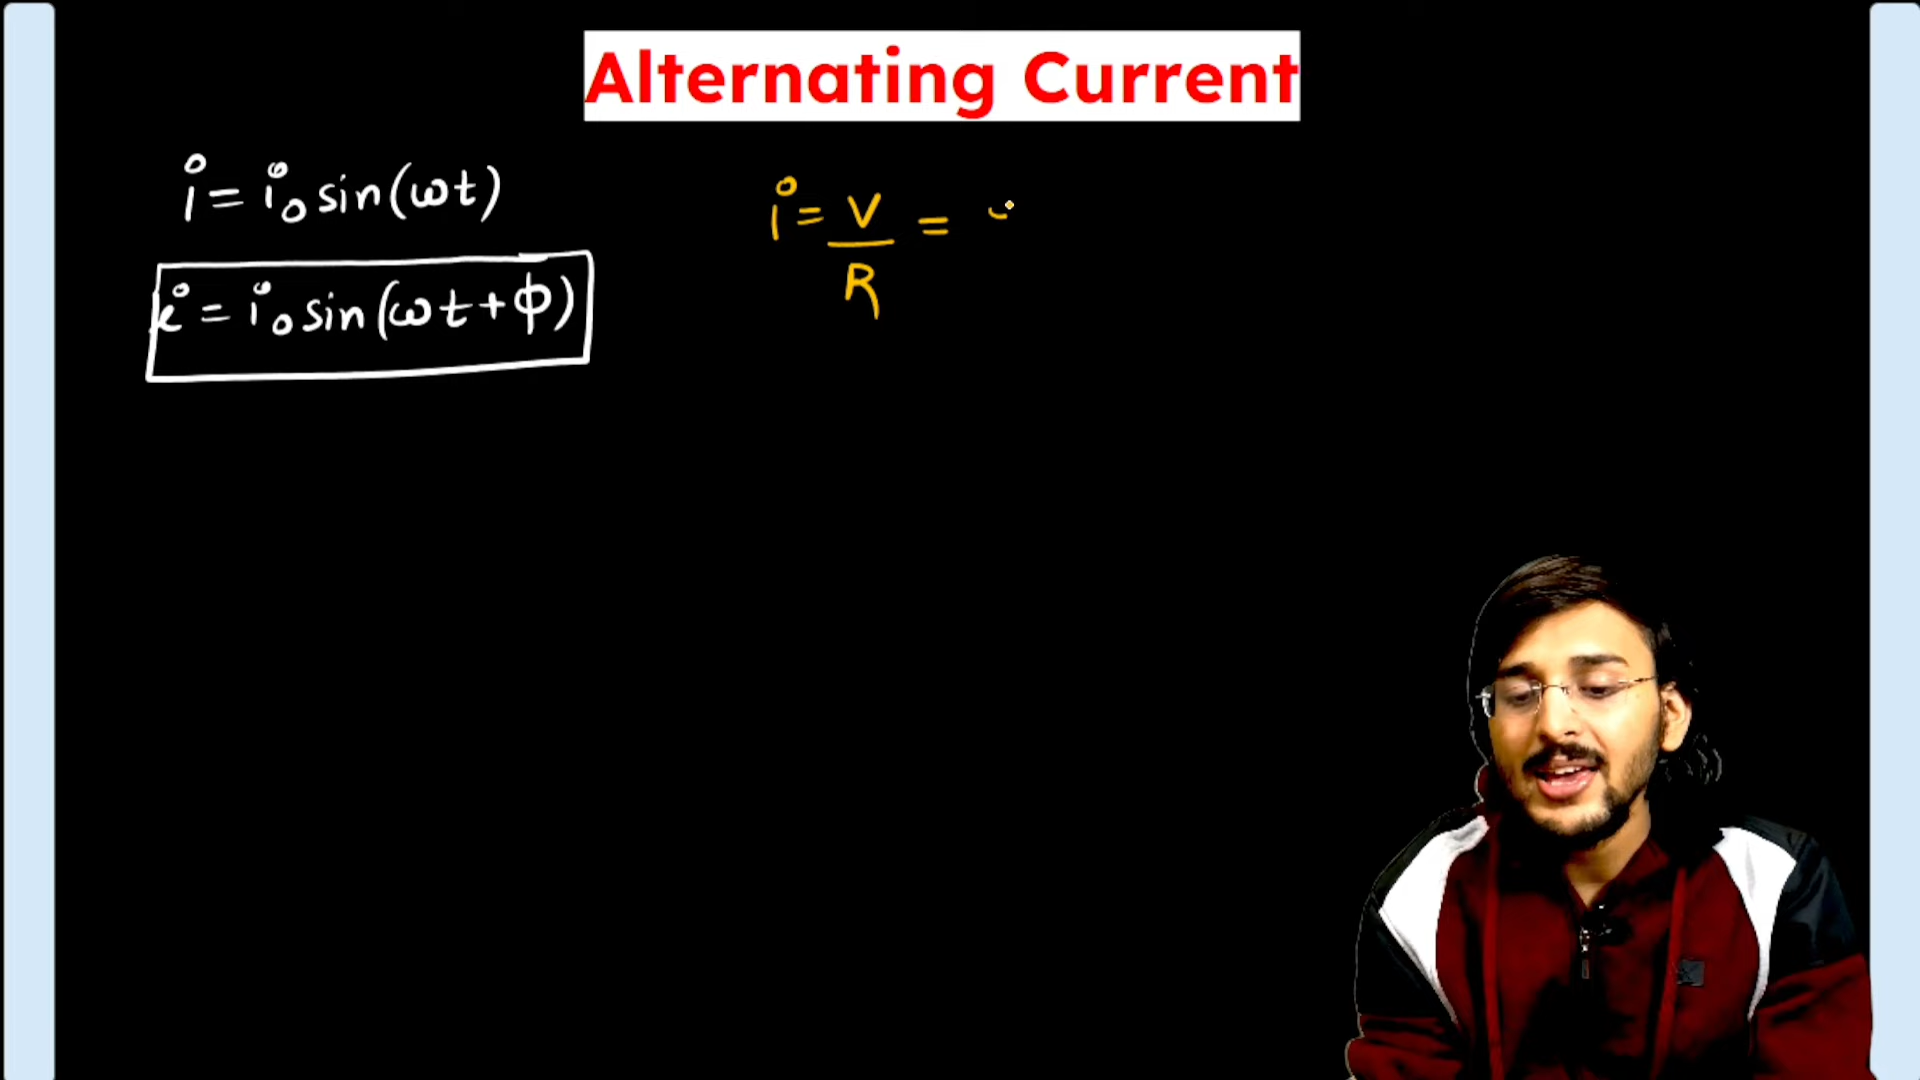 Alternating Current
i = i₀ sin(ωt)
i = i₀ sin(ωt + φ)
i = V/R =